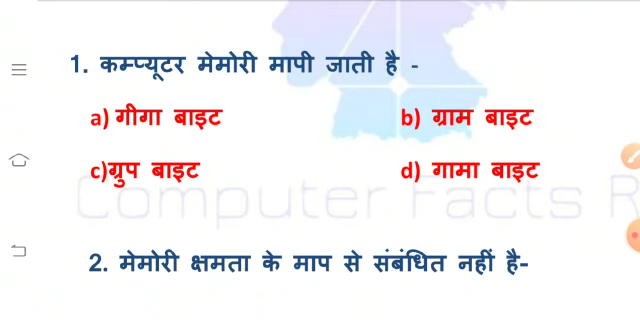 1. कम्प्यूटर मेमोरी मापी जाती है -
a) गीगा बाइट b) ग्राम बाइट
c)ग्रुप बाइट d) गामा बाइट
Computer Facts R
2. मेमोरी क्षमता के माप से संबंधित नहीं है-